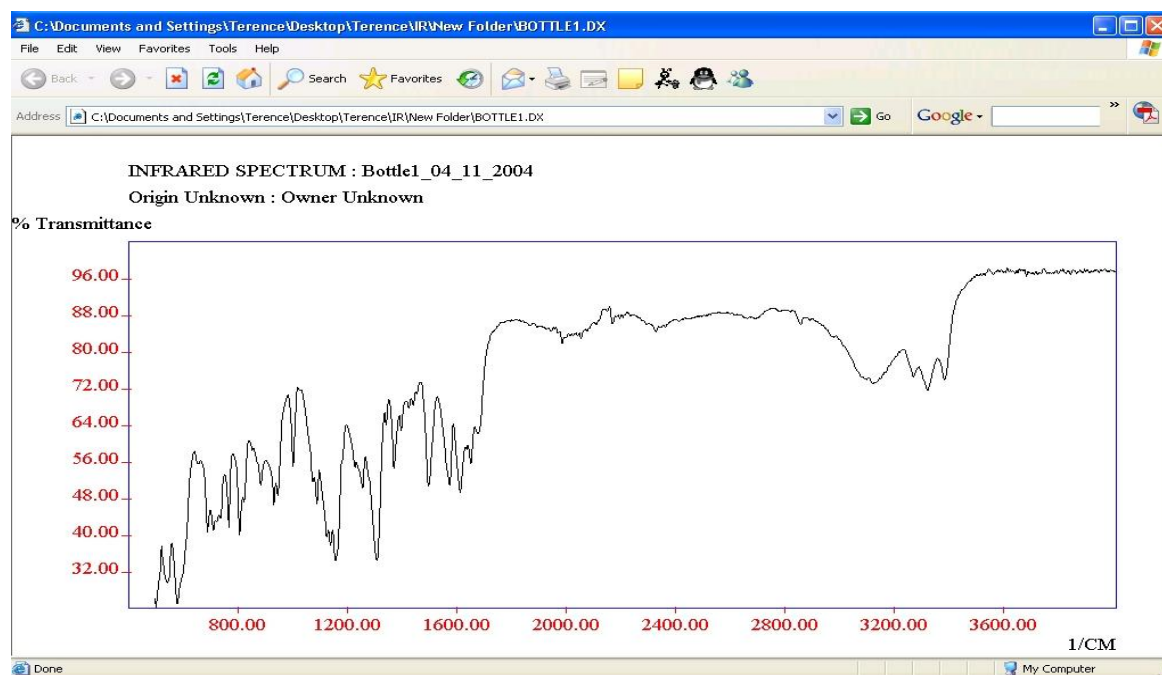 C:\Documents and Settings\Terence\Desktop\Terence\IR\New Folder\BOTTLE1.DX
File Edit View Favorites Tools Help
Back Search Favorites
Address C:\Documents and Settings\Terence\Desktop\Terence\IR\New Folder\BOTTLE1.DX Go Google »
INFRARED SPECTRUM : Bottle1_04_11_2004
Origin Unknown : Owner Unknown
% Transmittance
96.00
88.00
80.00
72.00
64.00
56.00
48.00
40.00
32.00
800.00 1200.00 1600.00 2000.00 2400.00 2800.00 3200.00 3600.00
1/CM
Done My Computer